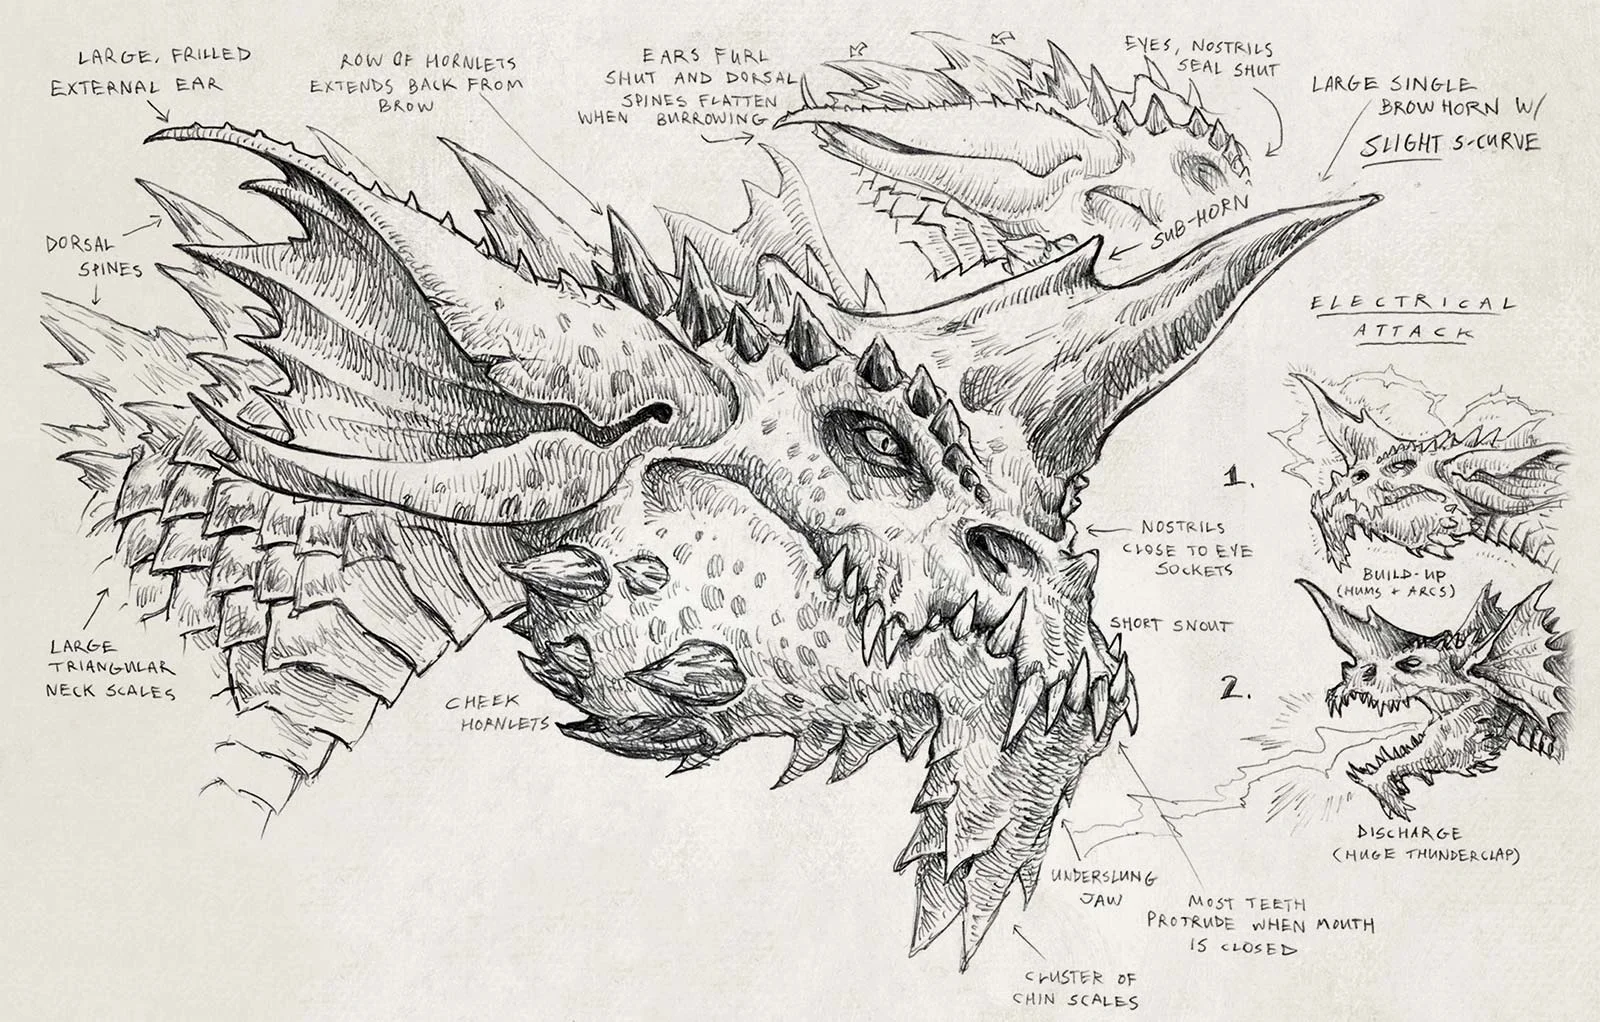 LARGE, FRILLED
EXTERNAL EAR
ROW OF HORNLETS
EXTENDS BACK FROM
BROW
EARS FURL
SHUT AND DORSAL
SPINES FLATTEN
WHEN BURROWING
EYES, NOSTRILS
SEAL SHUT
LARGE SINGLE
BROW HORN W/
SLIGHT S-CURVE
SUB-HORN
DORSAL
SPINES
ELECTRICAL
ATTACK
1.
BUILD-UP
(HUMS + ARCS)
NOSTRILS
CLOSE TO EYE
SOCKETS
SHORT SNOUT
LARGE
TRIANGULAR
NECK SCALES
CHEEK
HORNLETS
2.
DISCHARGE
(HUGE THUNDERCLAP)
UNDERSLUNG
JAW
MOST TEETH
PROTRUDE WHEN MOUTH
IS CLOSED
CLUSTER OF
CHIN SCALES